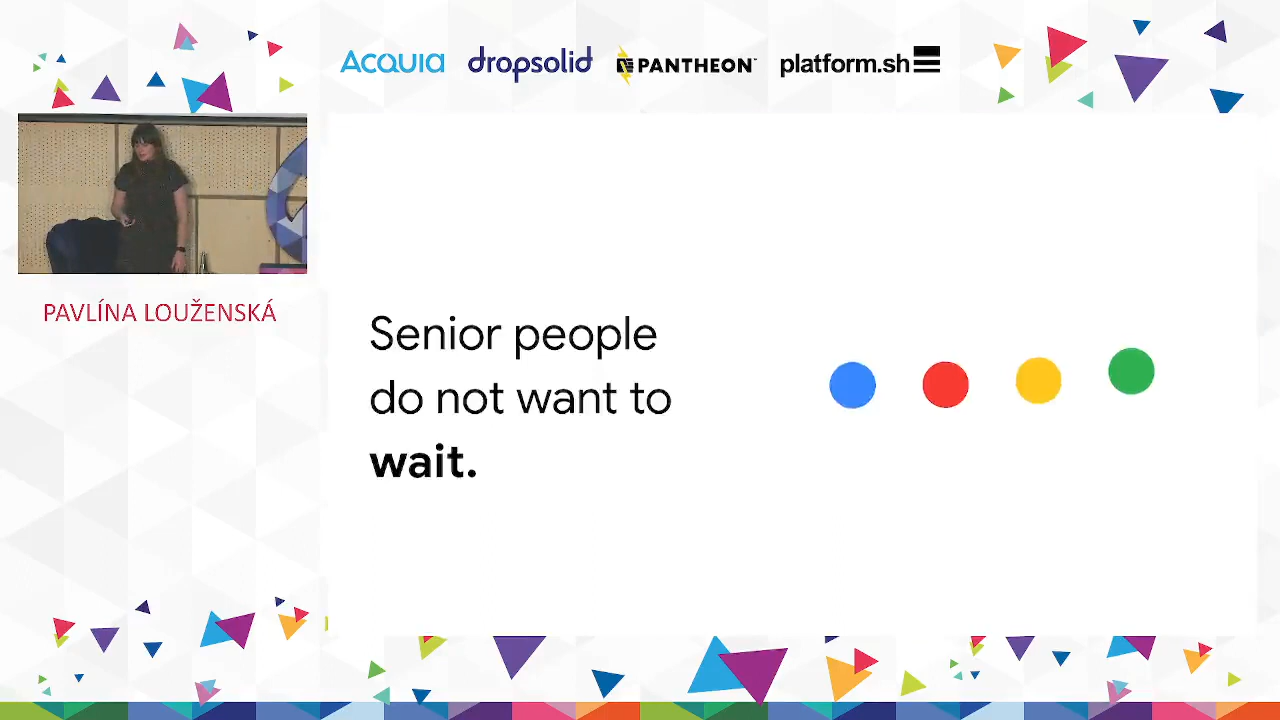 ACQUIA
dropsolid
PANTHEON
platform.sh
PAVLÍNA LOUŽENSKÁ
Senior people
do not want to
wait.